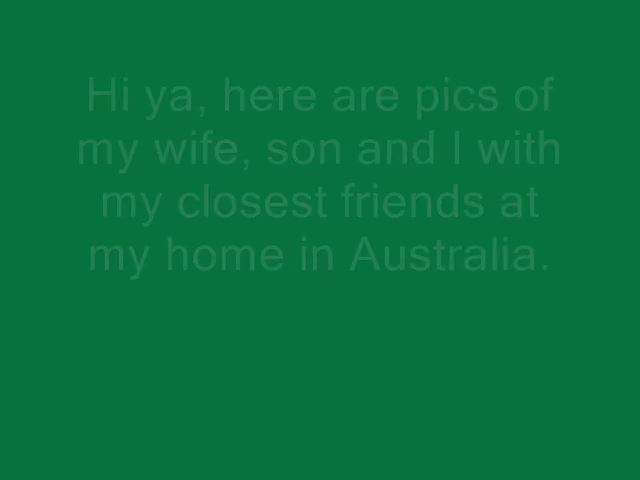 Hi ya, here are pics of
my wife, son and I with
my closest friends at
my home in Australia.